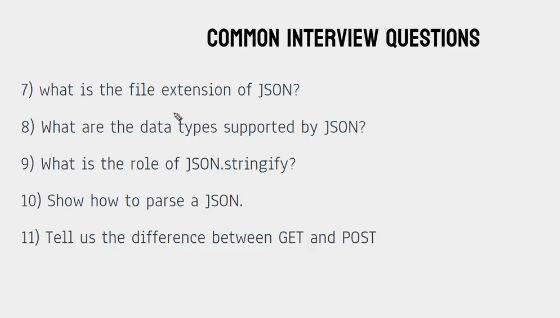 COMMON INTERVIEW QUESTIONS
7) what is the file extension of JSON?
8) What are the data types supported by JSON?
9) What is the role of JSON.stringify?
10) Show how to parse a JSON.
11) Tell us the difference between GET and POST